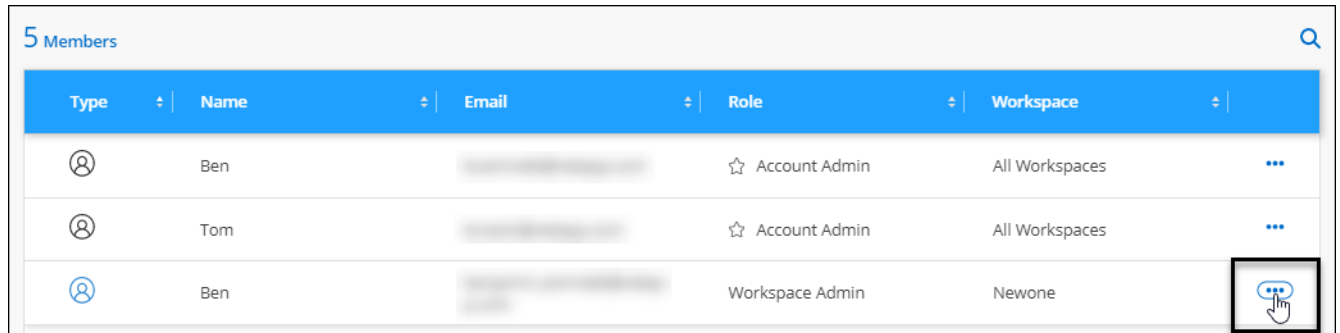 5 Members
Type Name Email Role Workspace
Ben Account Admin All Workspaces
Tom Account Admin All Workspaces
Ben Workspace Admin Newone